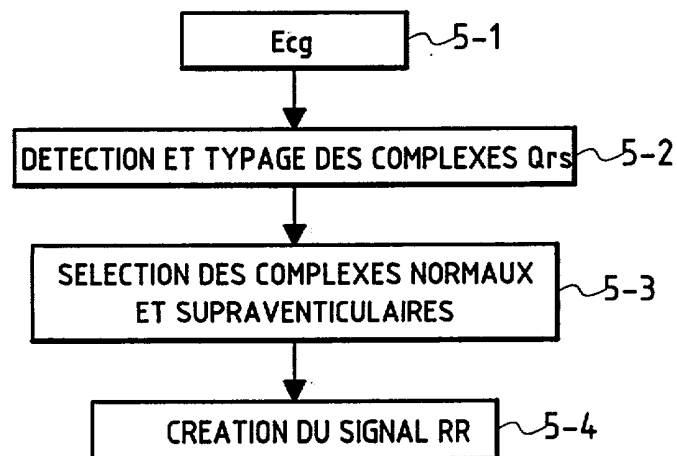 Ecg 5-1
DETECTION ET TYPAGE DES COMPLEXES Qrs 5-2
SELECTION DES COMPLEXES NORMAUX
ET SUPRAVENTICULAIRES 5-3
CREATION DU SIGNAL RR 5-4